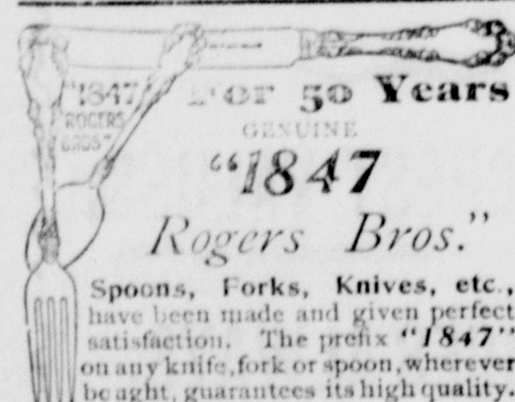 "1847
ROGERS
BROS"
For 50 Years
GENUINE
"1847
Rogers Bros."
Spoons, Forks, Knives, etc.,
have been made and given perfect
satisfaction. The prefix "1847"
on any knife, fork or spoon, wherever
bought, guarantees its high quality.